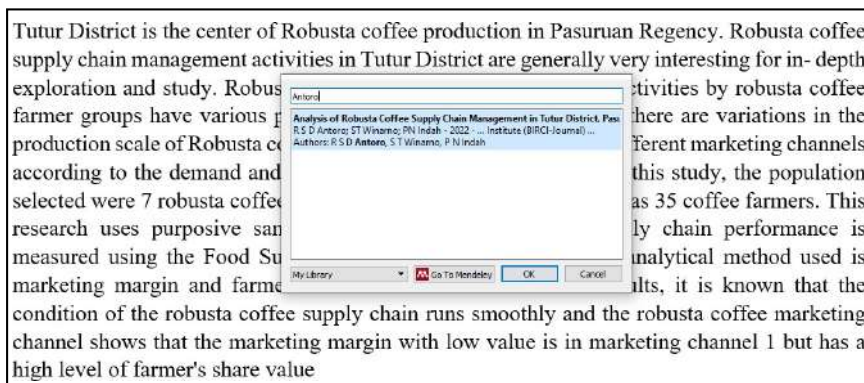 Tutur District is the center of Robusta coffee production in Pasuruan Regency. Robusta coffee
supply chain management activities in Tutur District are generally very interesting for in- depth
exploration and study. Robus ctivities by robusta coffee
farmer groups have various p here are variations in the
production scale of Robusta co fferent marketing channels
according to the demand and this study, the population
selected were 7 robusta coffee as 35 coffee farmers. This
research uses purposive san ly chain performance is
measured using the Food Su nalytical method used is
marketing margin and farme lts, it is known that the
condition of the robusta coffee supply chain runs smoothly and the robusta coffee marketing
channel shows that the marketing margin with low value is in marketing channel 1 but has a
high level of farmer's share value
Antoro
Analysis of Robusta Coffee Supply Chain Management in Tutur District, Pasu
R S D Antoro; ST Winarno; PN Indah - 2022 - ... Institute (BIRCI-Journal) ...
Authors: R S D Antoro, S T Winarno, P N Indah
My Library Go To Mendeley OK Cancel